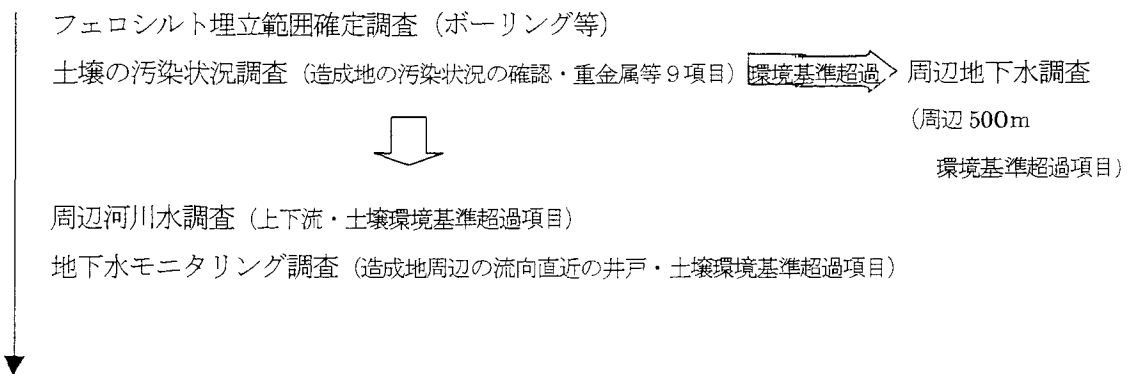 フェロシルト埋立範囲確定調査（ボーリング等）
土壌の汚染状況調査（造成地の汚染状況の確認・重金属等９項目）環境基準超過 周辺地下水調査
（周辺 500m
環境基準超過項目）
周辺河川水調査（上下流・土壌環境基準超過項目）
地下水モニタリング調査（造成地周辺の流向直近の井戸・土壌環境基準超過項目）